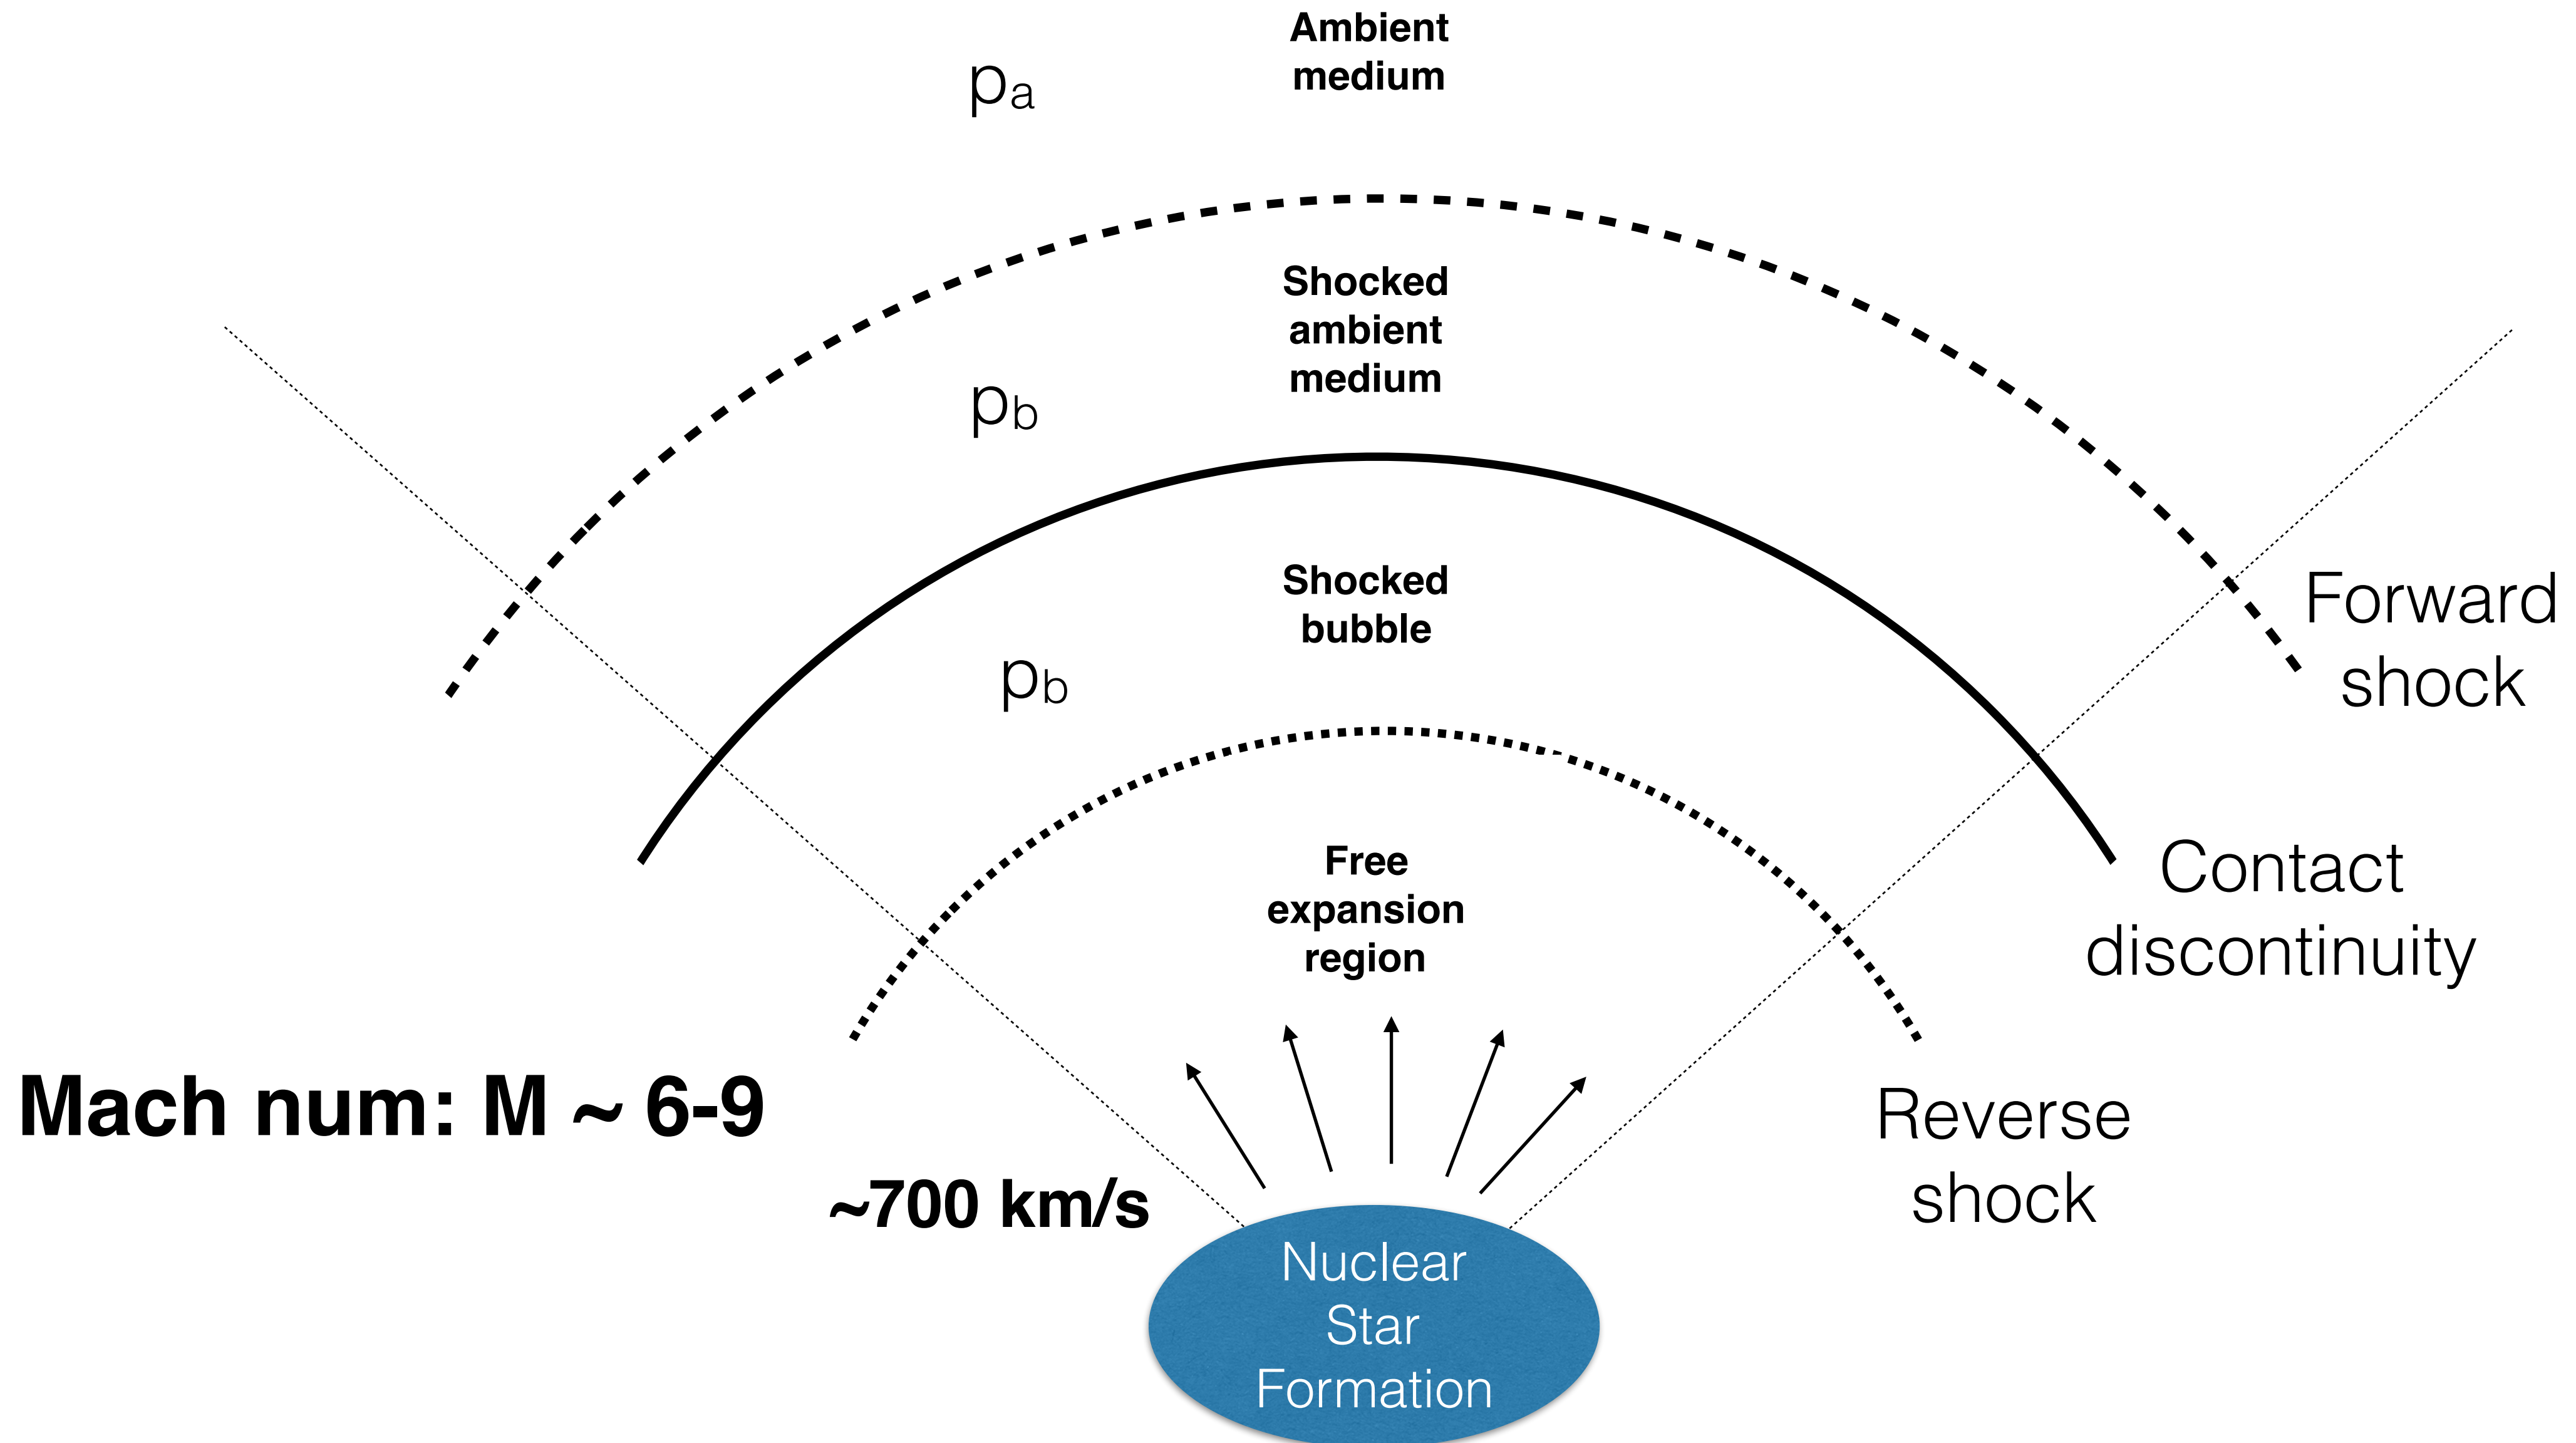 Ambient
medium
pa
Shocked
ambient
medium
pb
Shocked
bubble
pb
Forward
shock
Free
expansion
region
Contact
discontinuity
Mach num: M ~ 6-9
~700 km/s
Reverse
shock
Nuclear
Star
Formation